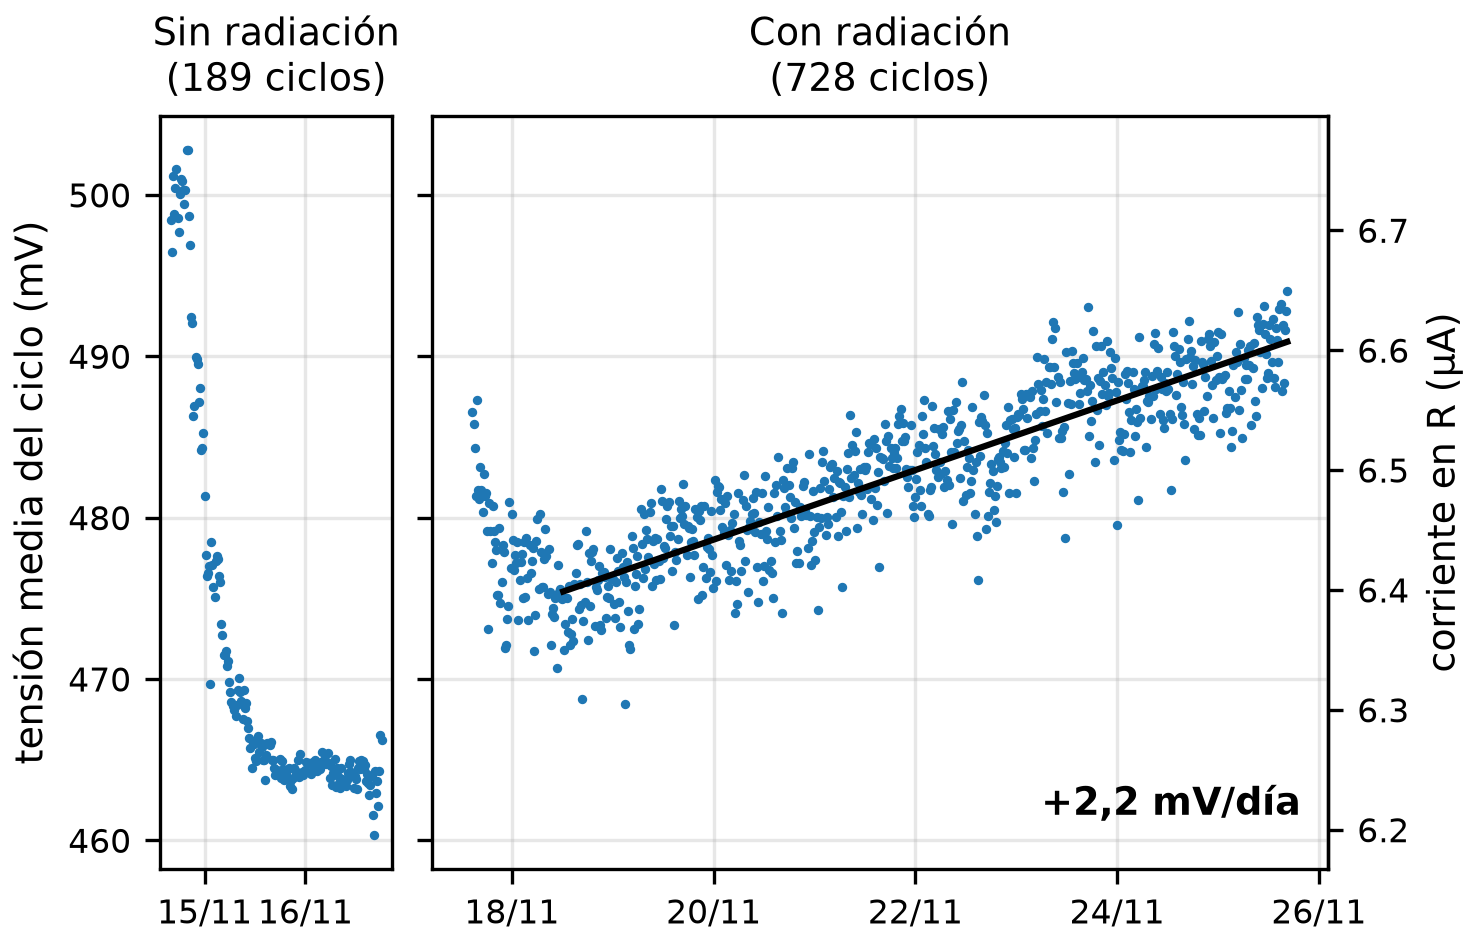 Sin radiación
(189 ciclos)
Con radiación
(728 ciclos)
tensión media del ciclo (mV)
500
490
480
470
460
15/11
16/11
18/11
20/11
22/11
24/11
26/11
+2,2 mV/día
6.7
6.6
6.5
6.4
6.3
6.2
corriente en R (µA)